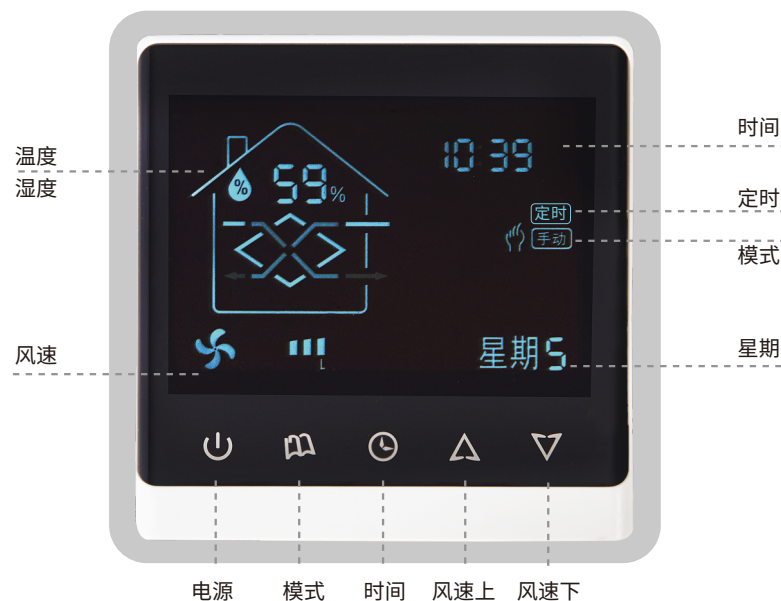 温度
湿度
%
59%
10:39
时间
定时
定时
手动
模式
风速
L
星期5
星期
电源
模式
时间
风速上
风速下